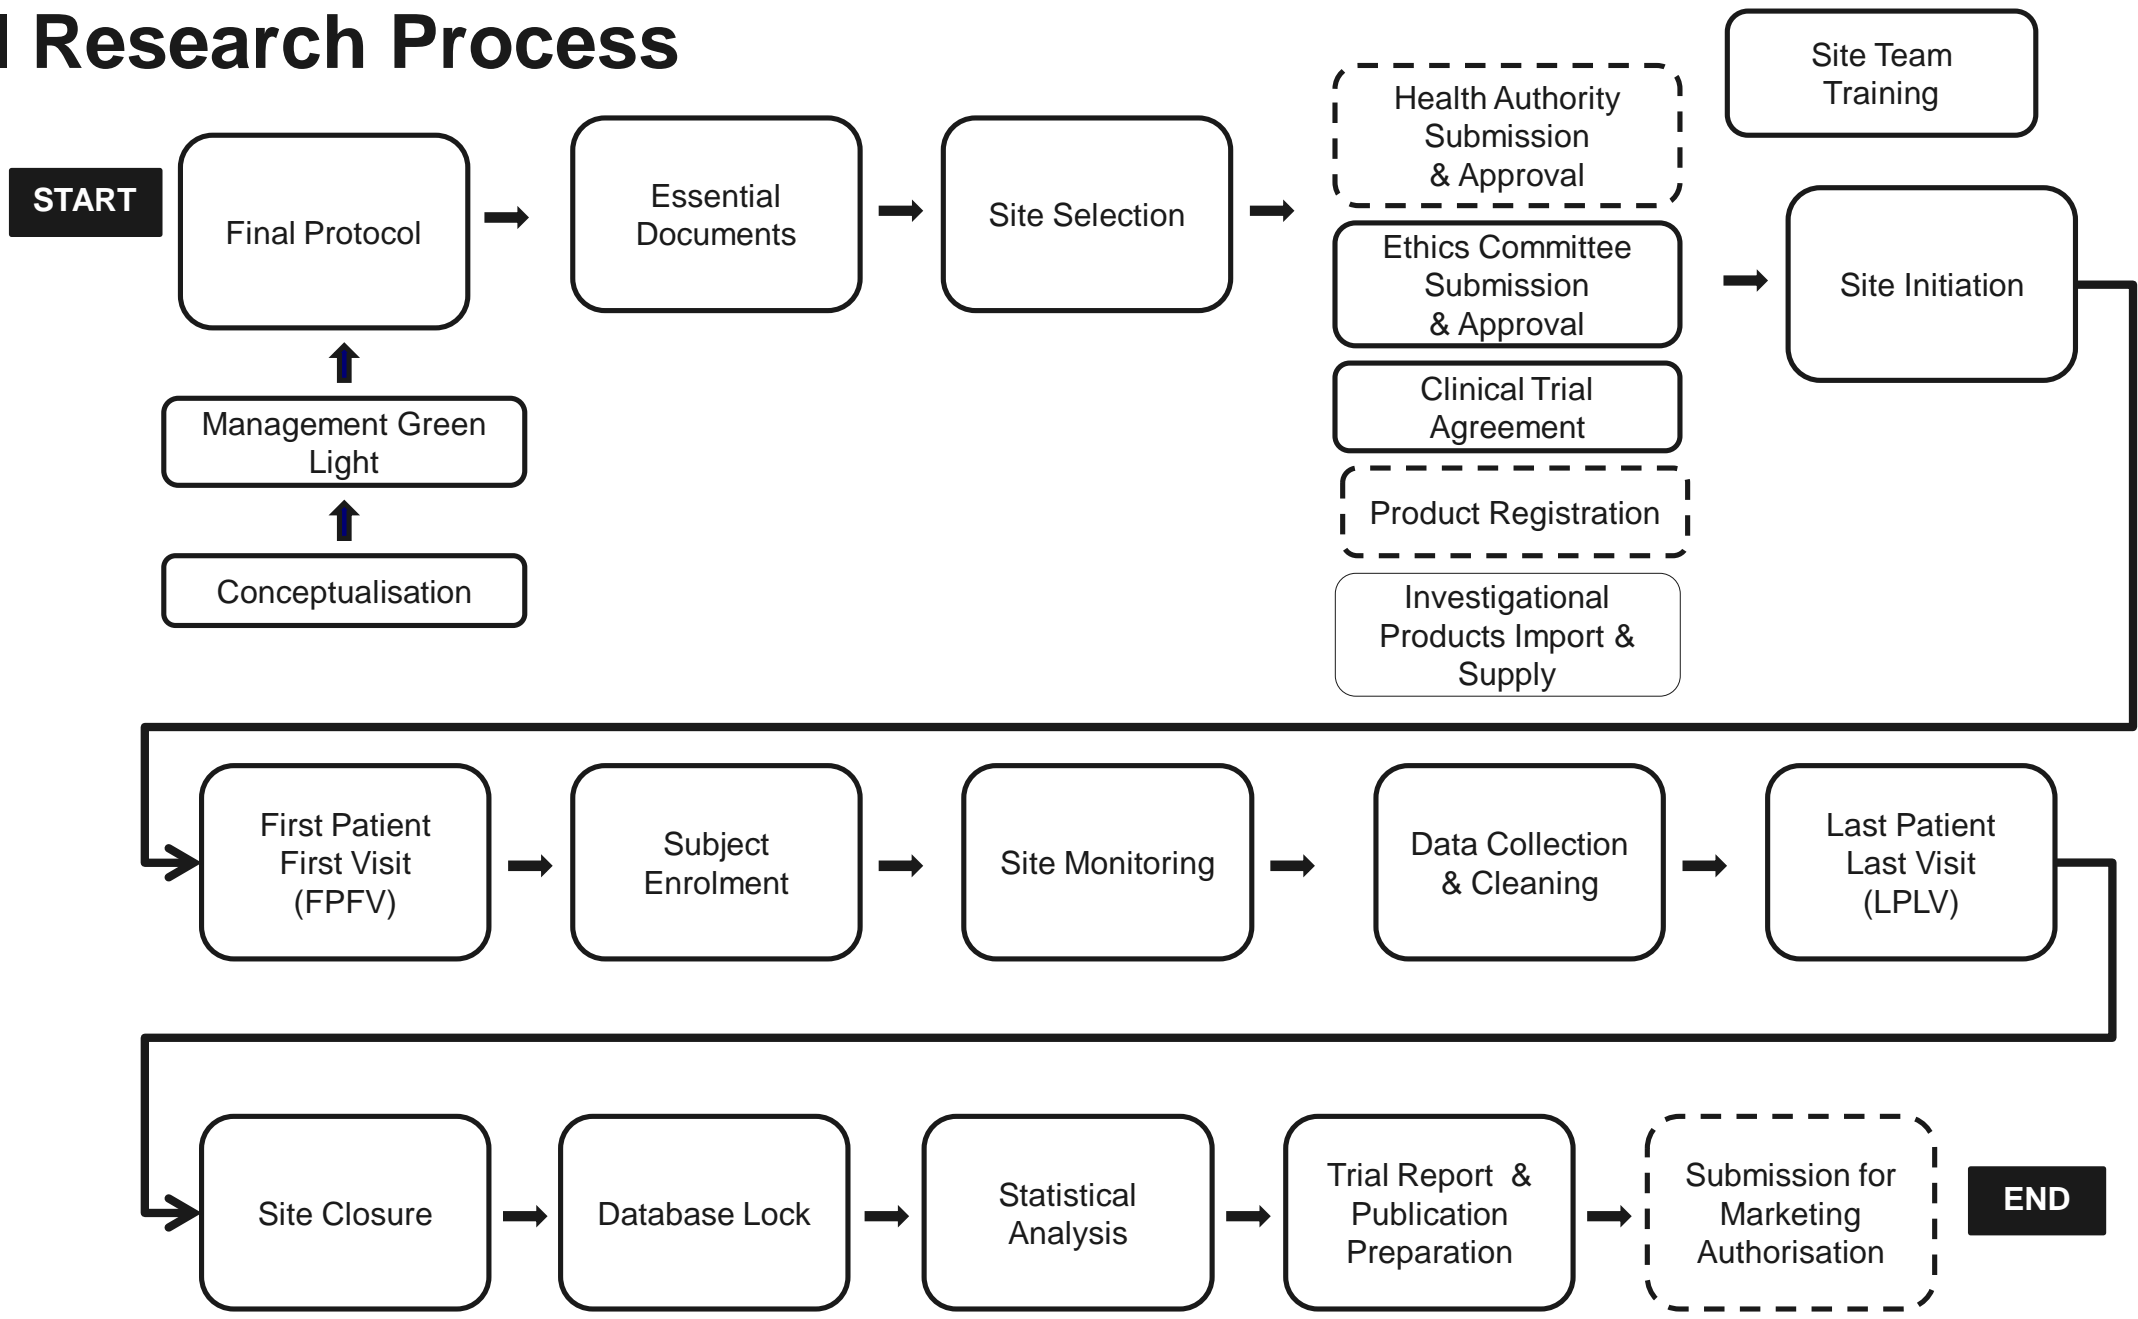 Research Process
START
Final Protocol
Essential
Documents
Site Selection
Health Authority
Submission
& Approval
Ethics Committee
Submission
& Approval
Clinical Trial
Agreement
Product Registration
Investigational
Products Import &
Supply
Site Team
Training
Site Initiation
Management Green
Light
Conceptualisation
First Patient
First Visit
(FPFV)
Subject
Enrolment
Site Monitoring
Data Collection
& Cleaning
Last Patient
Last Visit
(LPLV)
Site Closure
Database Lock
Statistical
Analysis
Trial Report &
Publication
Preparation
Submission for
Marketing
Authorisation
END